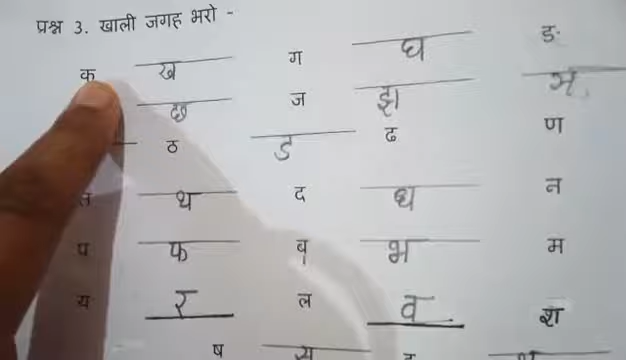 प्रश्न 3. खाली जगह भरो -
क ख ग घ ङ
छ ज झ
ठ ड ढ ण
त थ द ध न
प फ ब भ म
य र ल व श
ष स